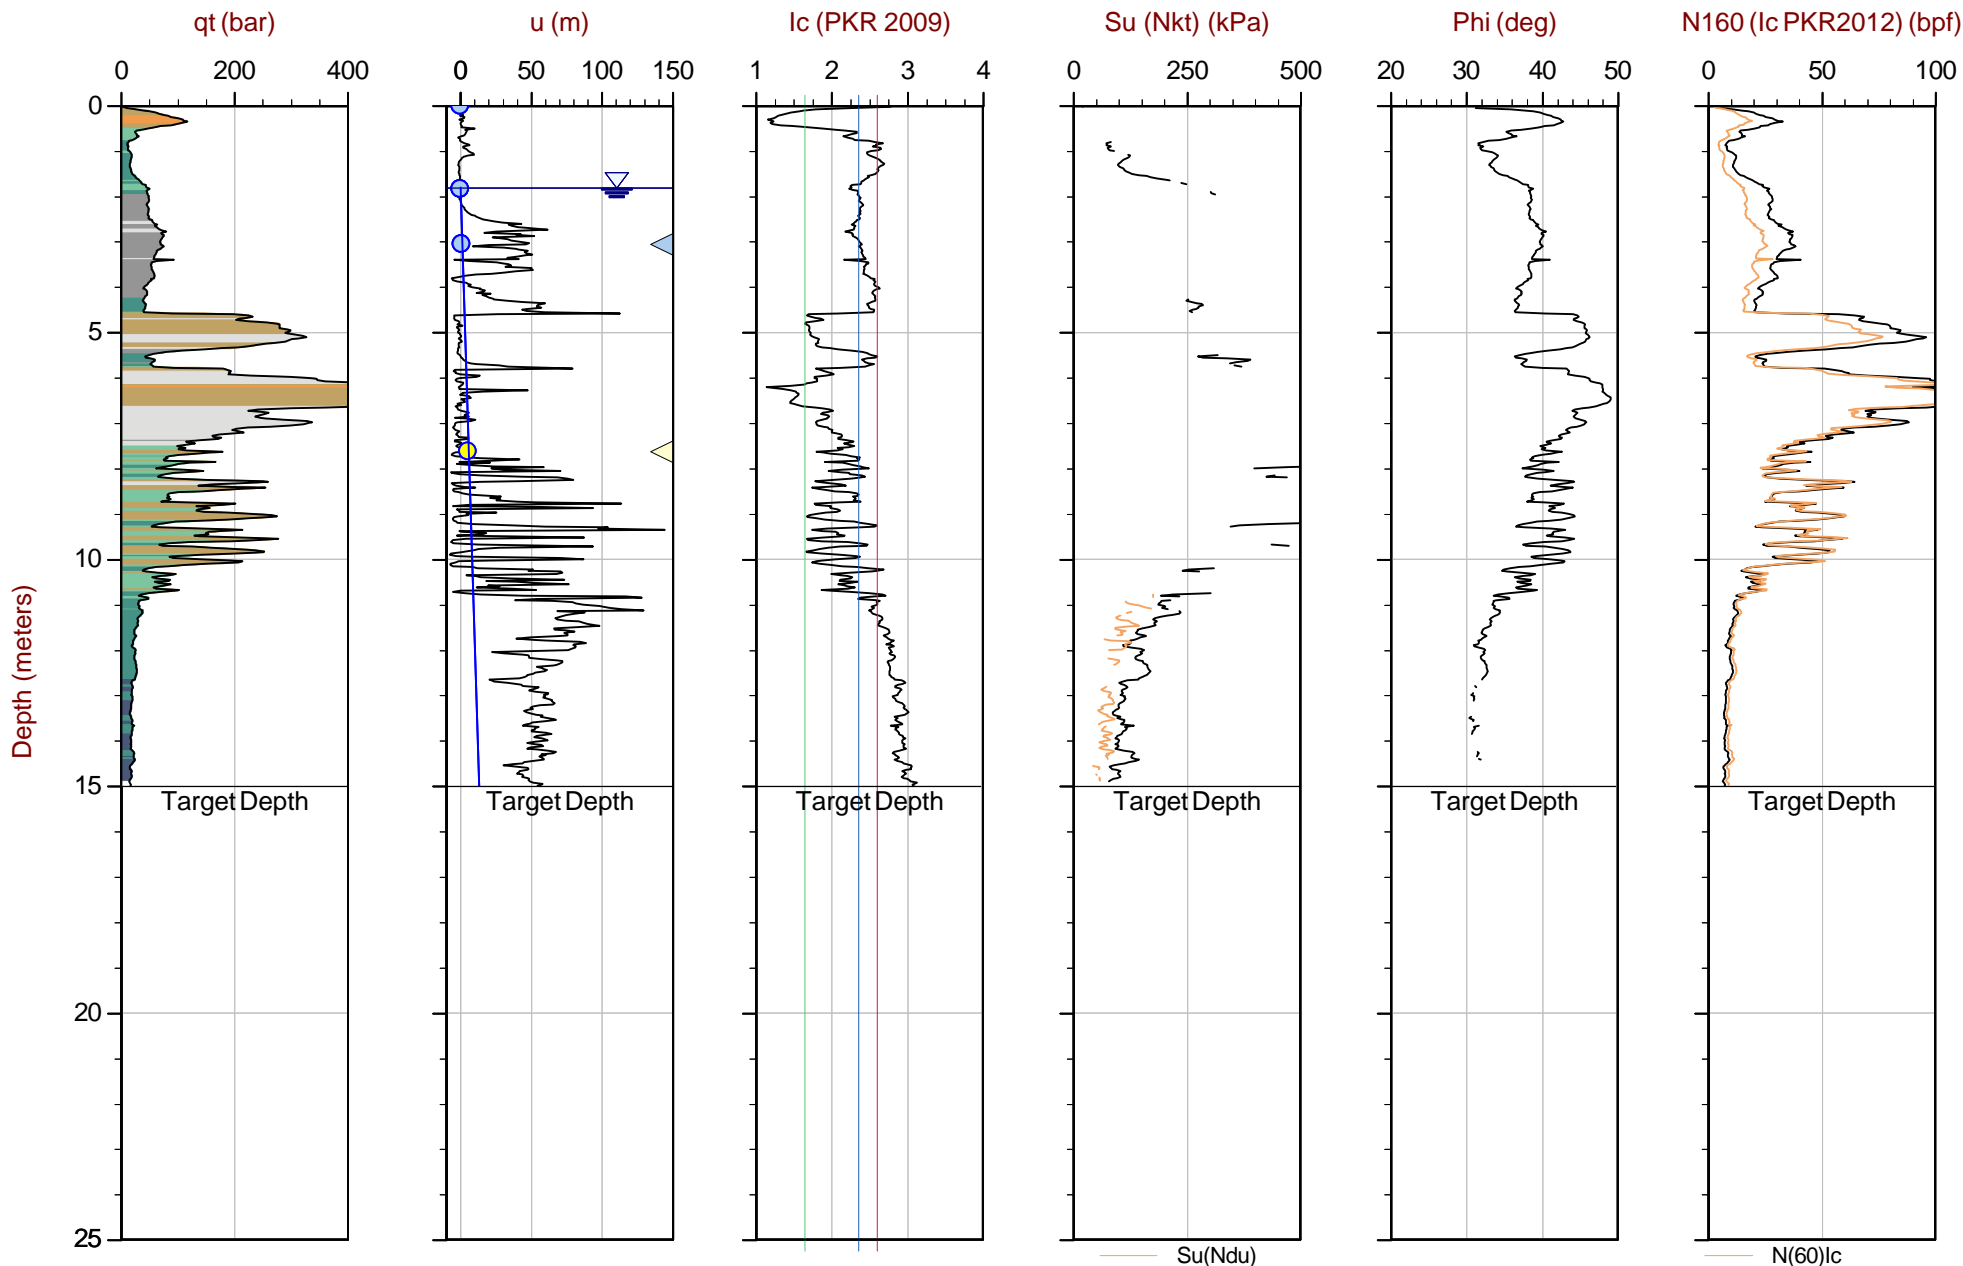 qt (bar) u (m) Ic (PKR 2009) Su (Nkt) (kPa) Phi (deg) N160 (Ic PKR2012) (bpf)
0 200 400 0 50 100 150 1 2 3 4 0 250 500 20 30 40 50 0 50 100
0
5
10
Depth (meters)
15
Target Depth Target Depth Target Depth Target Depth Target Depth Target Depth
20
25
Su(Ndu) N(60)Ic